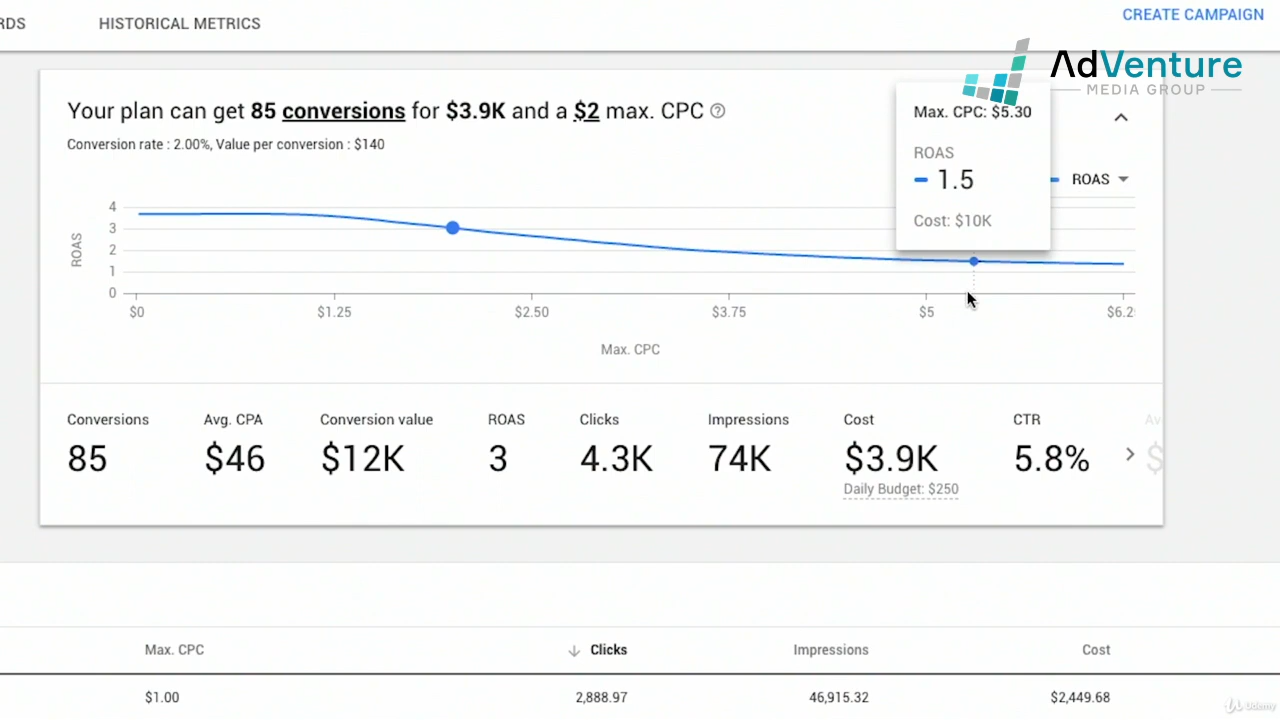 RDS HISTORICAL METRICS CREATE CAMPAIGN
AdVenture
MEDIA GROUP
Your plan can get 85 conversions for $3.9K and a $2 max. CPC
Conversion rate : 2.00%, Value per conversion : $140
Max. CPC: $5.30
ROAS
1.5
Cost: $10K
ROAS
ROAS
4
3
2
1
0
$0 $1.25 $2.50 $3.75 $5 $6.2
Max. CPC
Conversions Avg. CPA Conversion value ROAS Clicks Impressions Cost CTR Av
85 $46 $12K 3 4.3K 74K $3.9K 5.8% $
Daily Budget: $250
Max. CPC Clicks Impressions Cost
$1.00 2,888.97 46,915.32 $2,449.68
Udemy